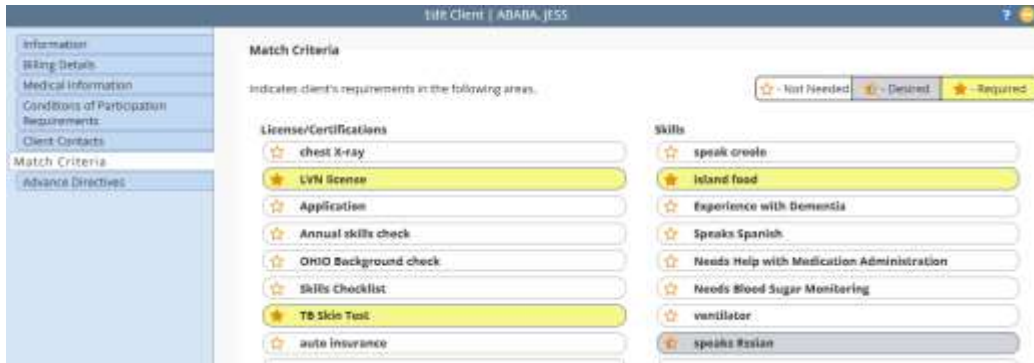 Edit Client | ABABA, JESS
?
Information
Billing Details
Medical Information
Conditions of Participation
Requirements
Client Contacts
Match Criteria
Advance Directives
Match Criteria
Indicates client's requirements in the following areas.
- Not Needed
- Desired
- Required
License/Certifications
chest X-ray
LVN license
Application
Annual skills check
OHIO Background check
Skills Checklist
TB Skin Test
auto insurance
Skills
speak creole
island food
Experience with Dementia
Speaks Spanish
Needs Help with Medication Administration
Needs Blood Sugar Monitoring
ventilator
speaks Rssian